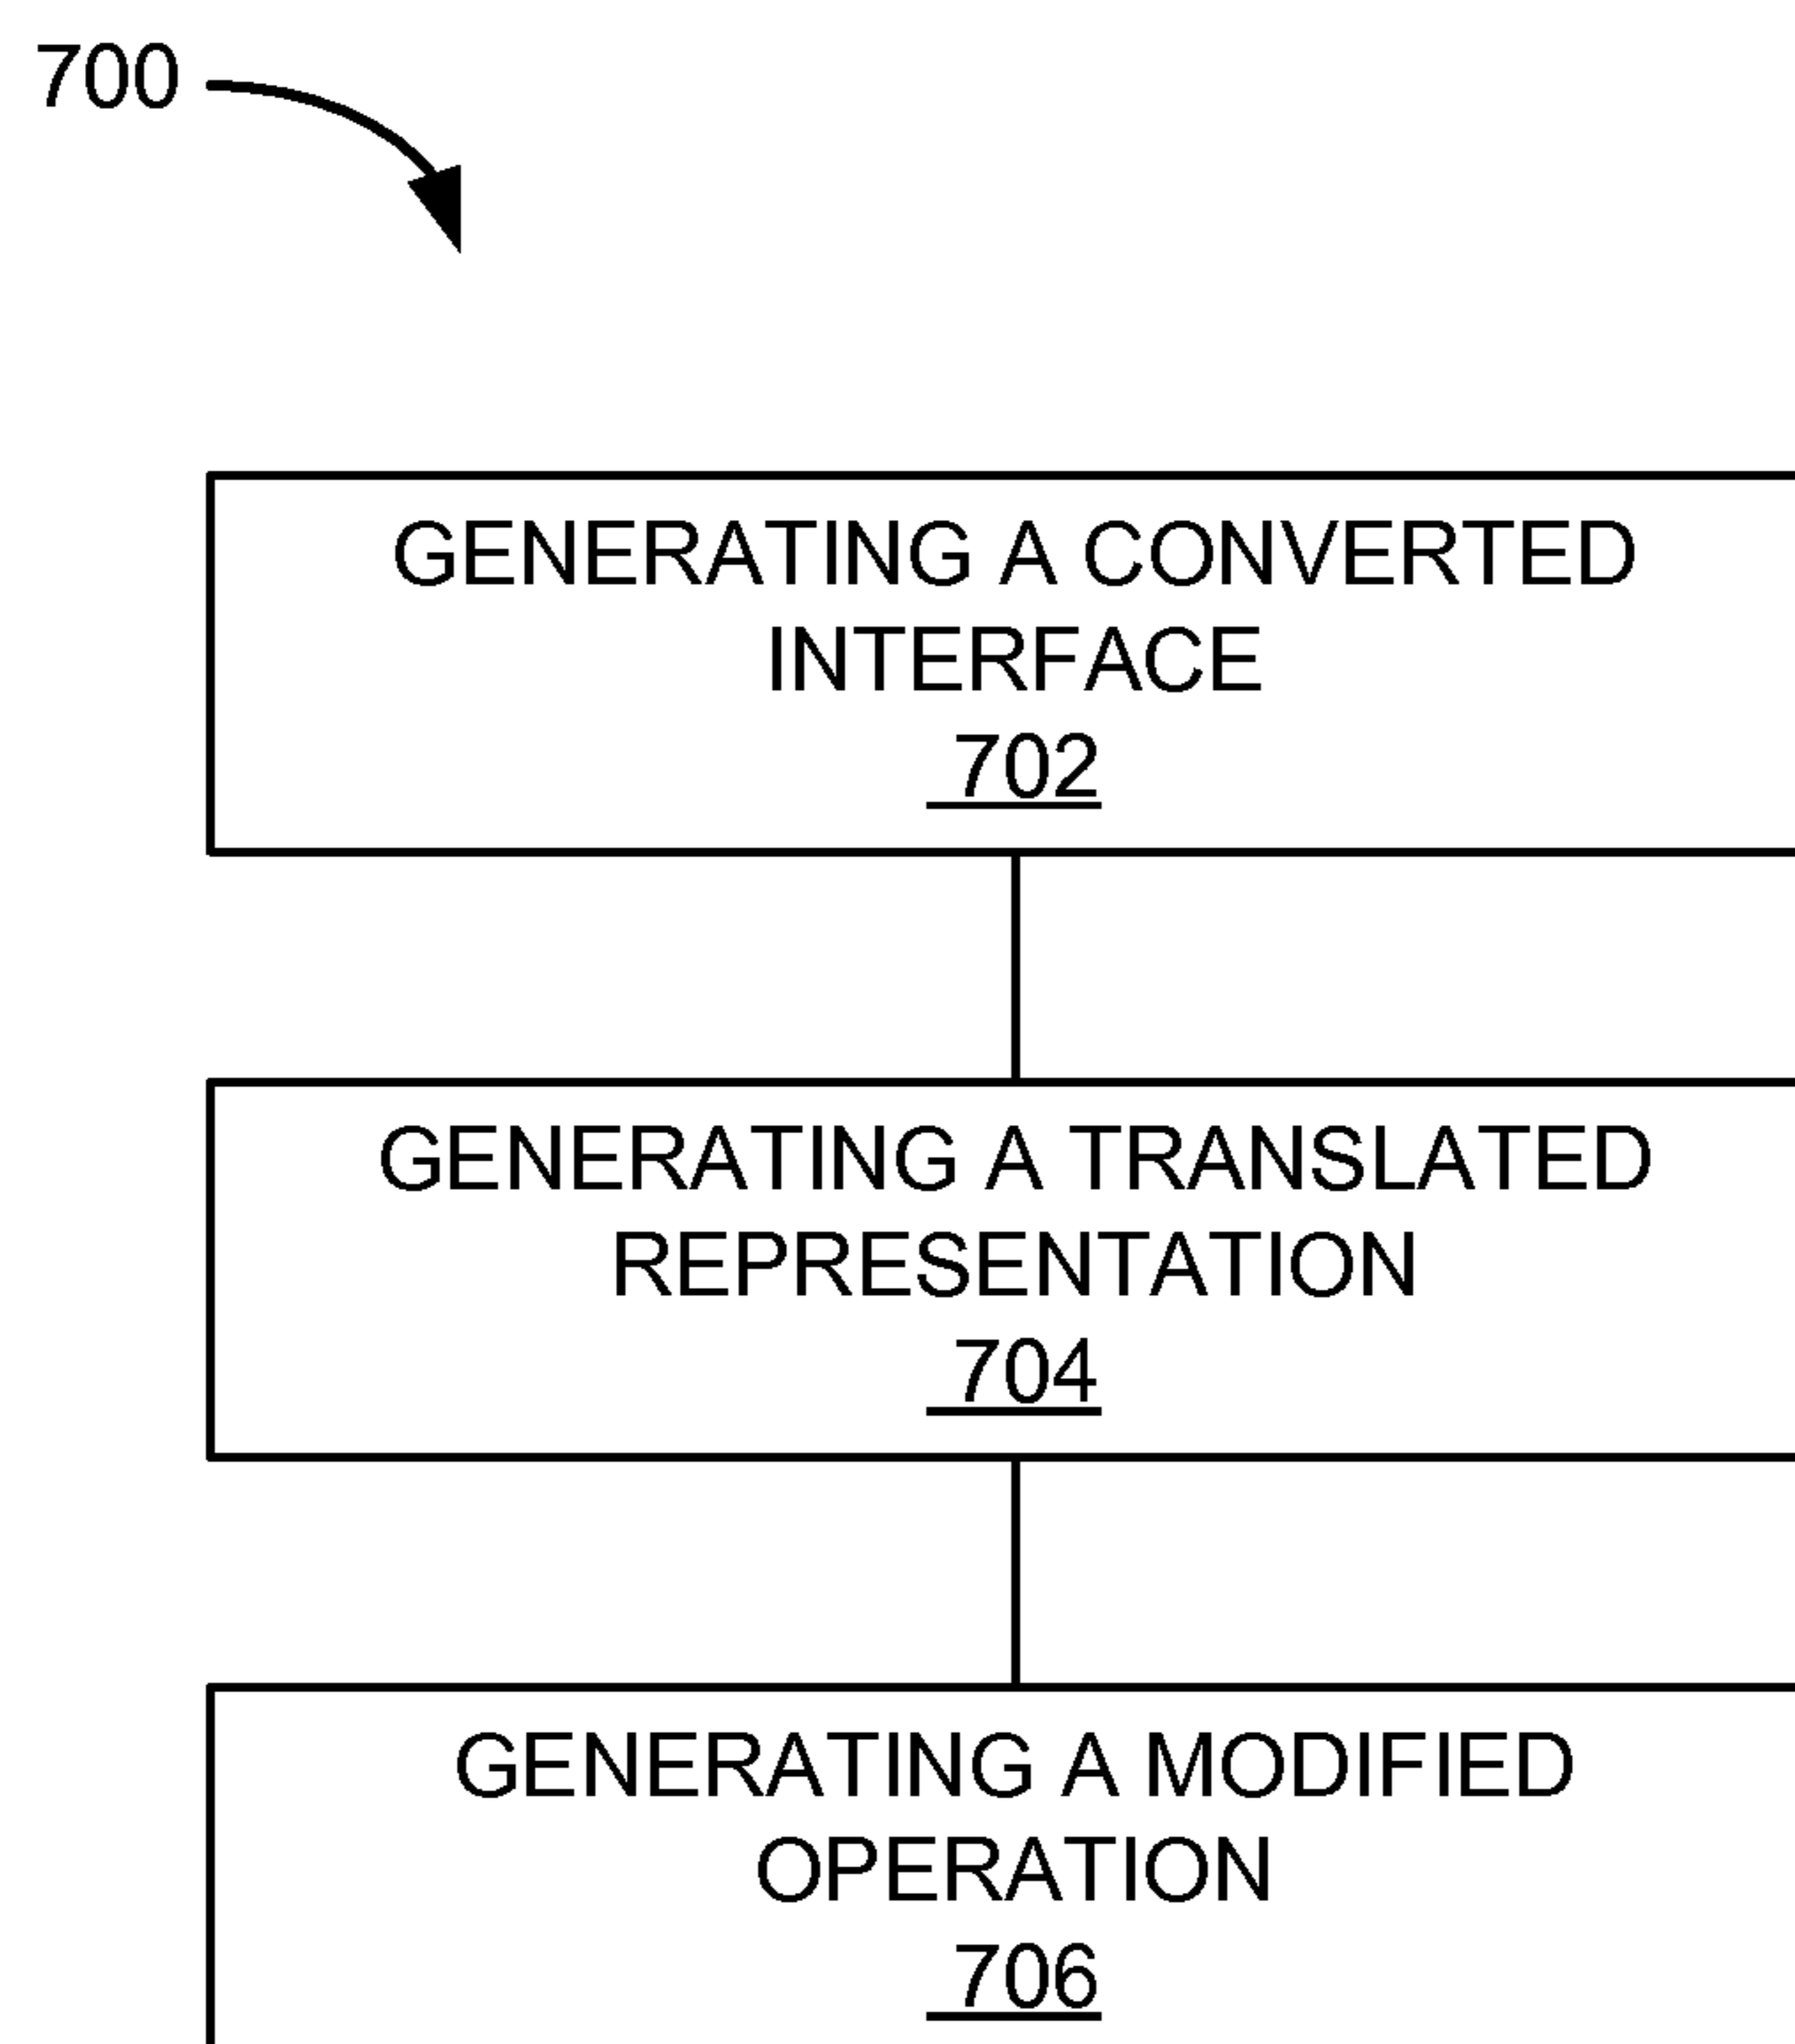 700
GENERATING A CONVERTED
INTERFACE
702
GENERATING A TRANSLATED
REPRESENTATION
704
GENERATING A MODIFIED
OPERATION
706